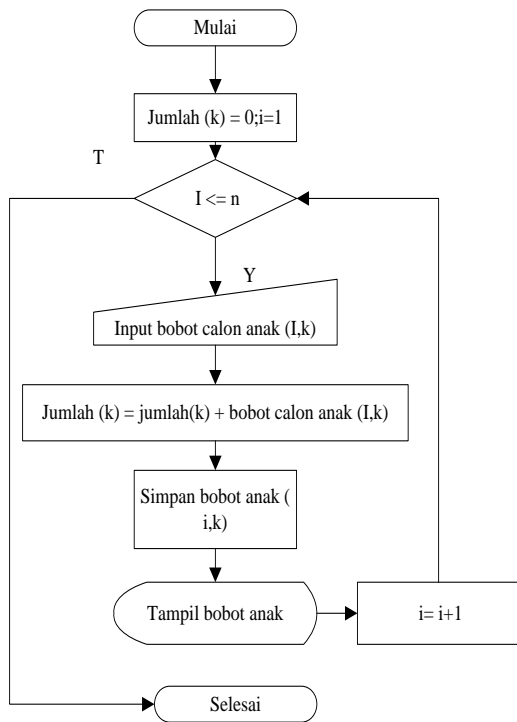 Mulai
Jumlah (k) = 0;i=1
T
I <= n
Y
Input bobot calon anak (I,k)
Jumlah (k) = jumlah(k) + bobot calon anak (I,k)
Simpan bobot anak (
i,k)
Tampil bobot anak
i= i+1
Selesai